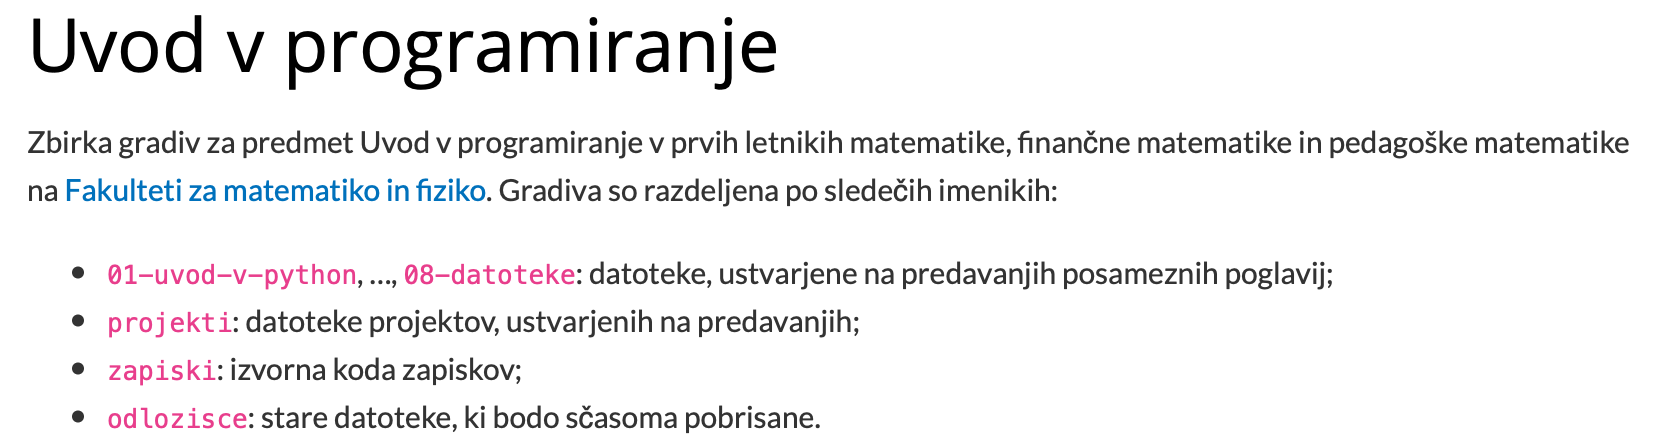 Uvod v programiranje
Zbirka gradiv za predmet Uvod v programiranje v prvih letnikih matematike, finančne matematike in pedagoške matematike
na Fakulteti za matematiko in fiziko. Gradiva so razdeljena po sledečih imenikih:
• 01-uvod-v-python, …, 08-datoteke: datoteke, ustvarjene na predavanjih posameznih poglavij;
• projekti: datoteke projektov, ustvarjenih na predavanjih;
• zapiski: izvorna koda zapiskov;
• odlozisce: stare datoteke, ki bodo sčasoma pobrisane.